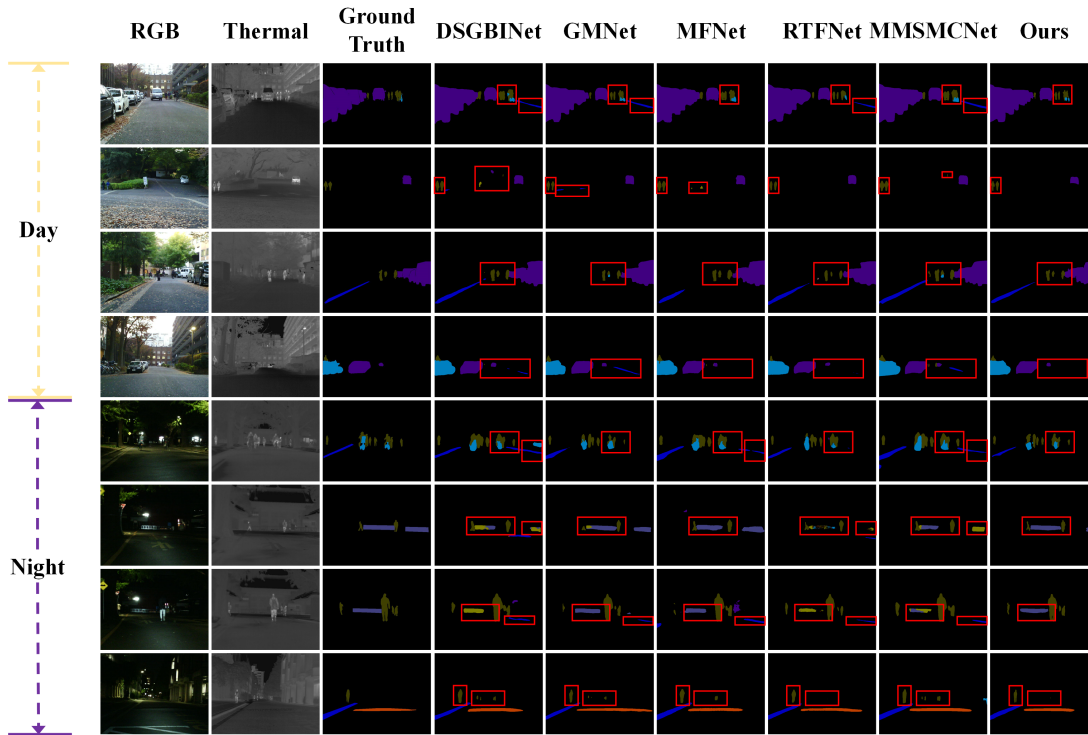 RGB
Thermal
Ground
Truth
DSGBINet
GMNet
MFNet
RTFNet
MMSMCNet
Ours
Day
Night